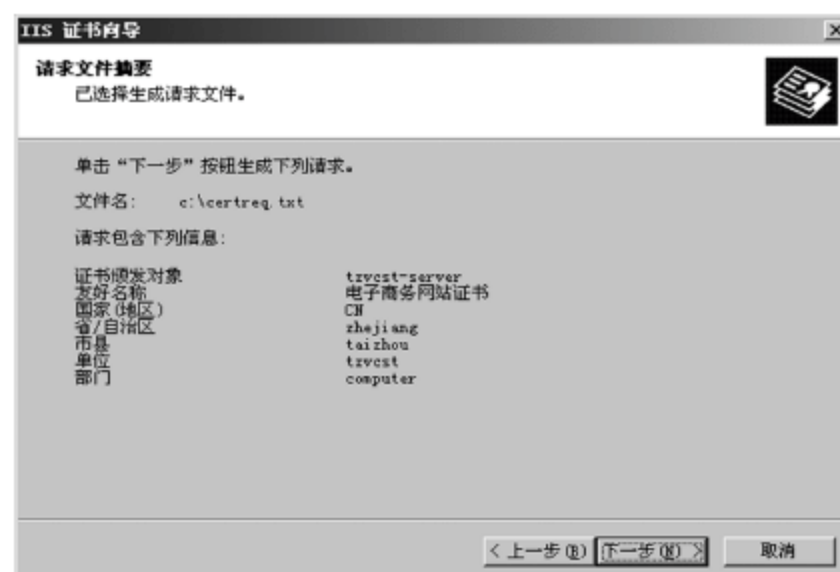 IIS 证书向导
请求文件摘要
已选择生成请求文件。
单击“下一步”按钮生成下列请求。
文件名: c:\certreq.txt
请求包含下列信息:
证书颁发对象 tzvcst-server
友好名称 电子商务网站证书
国家(地区) CN
省/自治区 zhejiang
市县 taizhou
单位 tzvcst
部门 computer
< 上一步(B) 下一步(N) > 取消